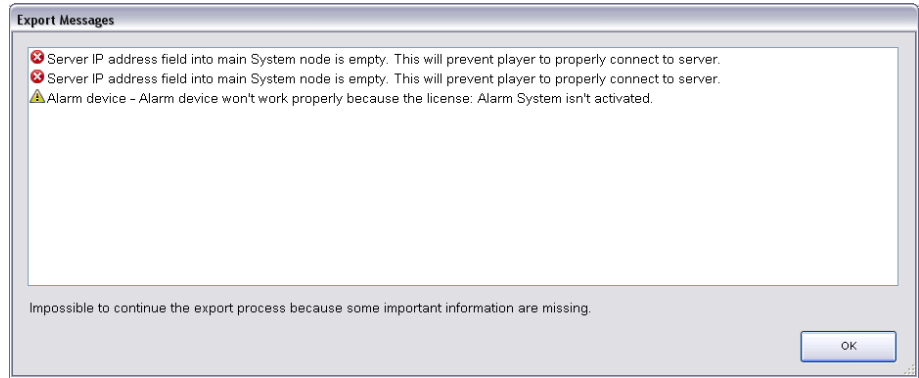 Export Messages
Server IP address field into main System node is empty. This will prevent player to properly connect to server.
Server IP address field into main System node is empty. This will prevent player to properly connect to server.
Alarm device - Alarm device won't work properly because the license: Alarm System isn't activated.
Impossible to continue the export process because some important information are missing.
OK